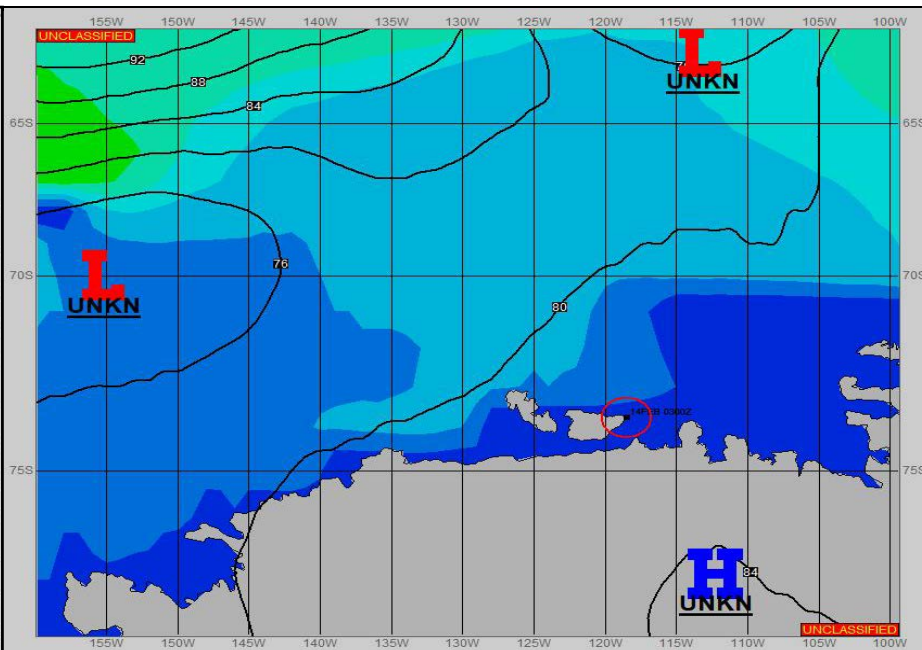 155W 150W 145W 140W 135W 130W 125W 120W 115W 110W 105W 100W
UNCLASSIFIED
92
88
84
L
UNKN
65S 65S
L
UNKN
70S 70S
76
80
14FEB 0300Z
75S 75S
H
UNKN
84
UNCLASSIFIED
155W 150W 145W 140W 135W 130W 125W 120W 115W 110W 105W 100W